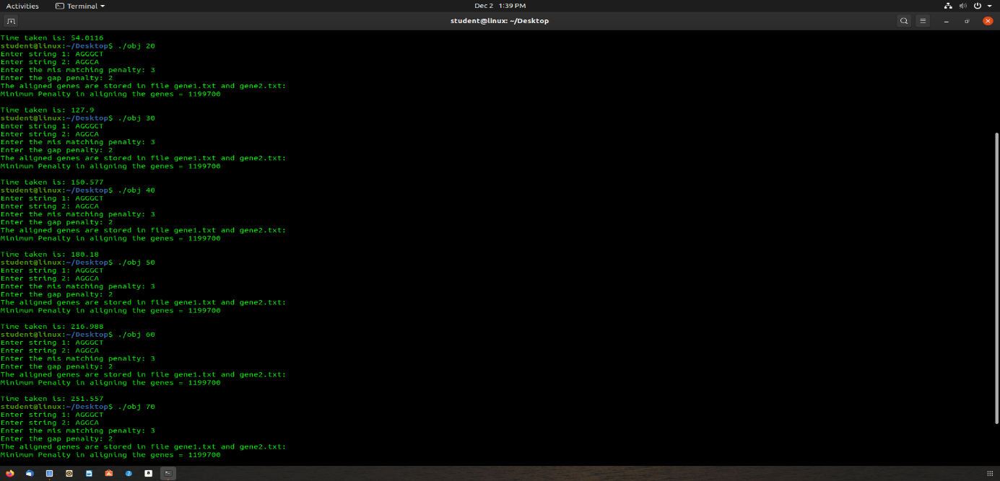 Activities
Terminal
Dec 2 1:39 PM
student@linux: ~/Desktop
Time taken is: 54.0116
student@linux:~/Desktop$ ./obj 20
Enter string 1: AGGGCT
Enter string 2: AGGCA
Enter the mis matching penalty: 3
Enter the gap penalty: 2
The aligned genes are stored in file gene1.txt and gene2.txt:
Minimum Penalty in aligning the genes = 1199700
Time taken is: 127.9
student@linux:~/Desktop$ ./obj 30
Enter string 1: AGGGCT
Enter string 2: AGGCA
Enter the mis matching penalty: 3
Enter the gap penalty: 2
The aligned genes are stored in file gene1.txt and gene2.txt:
Minimum Penalty in aligning the genes = 1199700
Time taken is: 150.577
student@linux:~/Desktop$ ./obj 40
Enter string 1: AGGGCT
Enter string 2: AGGCA
Enter the mis matching penalty: 3
Enter the gap penalty: 2
The aligned genes are stored in file gene1.txt and gene2.txt:
Minimum Penalty in aligning the genes = 1199700
Time taken is: 180.18
student@linux:~/Desktop$ ./obj 50
Enter string 1: AGGGCT
Enter string 2: AGGCA
Enter the mis matching penalty: 3
Enter the gap penalty: 2
The aligned genes are stored in file gene1.txt and gene2.txt:
Minimum Penalty in aligning the genes = 1199700
Time taken is: 216.988
student@linux:~/Desktop$ ./obj 60
Enter string 1: AGGGCT
Enter string 2: AGGCA
Enter the mis matching penalty: 3
Enter the gap penalty: 2
The aligned genes are stored in file gene1.txt and gene2.txt:
Minimum Penalty in aligning the genes = 1199700
Time taken is: 251.557
student@linux:~/Desktop$ ./obj 70
Enter string 1: AGGGCT
Enter string 2: AGGCA
Enter the mis matching penalty: 3
Enter the gap penalty: 2
The aligned genes are stored in file gene1.txt and gene2.txt:
Minimum Penalty in aligning the genes = 1199700